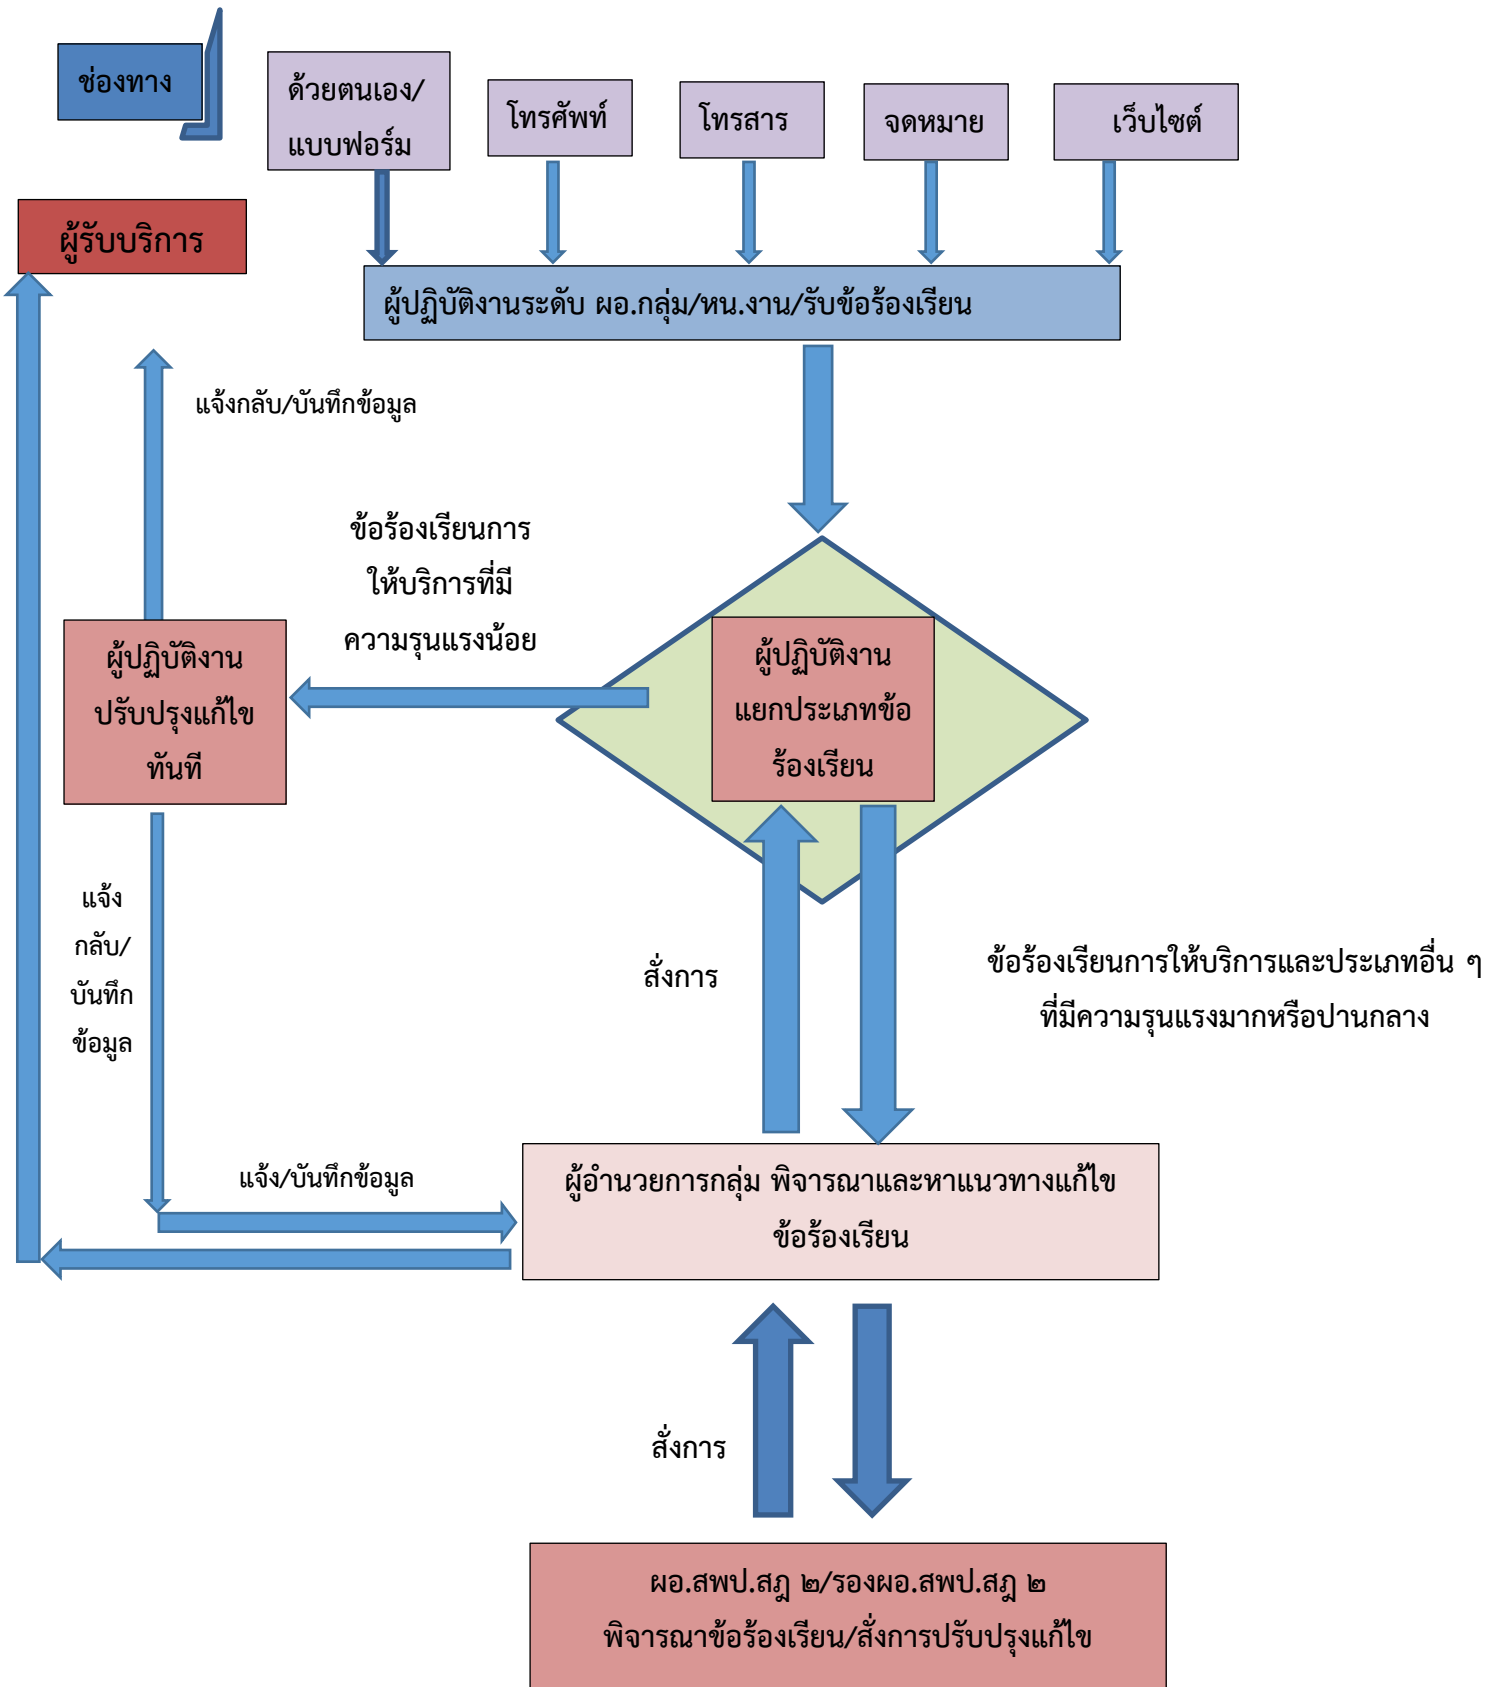 ช่องทาง
ด้วยตนเอง/
แบบฟอร์ม
โทรศัพท์
โทรสาร
จดหมาย
เว็บไซต์
ผู้รับบริการ
ผู้ปฏิบัติงานระดับ ผอ.กลุ่ม/หน.งาน/รับข้อร้องเรียน
แจ้งกลับ/บันทึกข้อมูล
ข้อร้องเรียนการ
ให้บริการที่มี
ความรุนแรงน้อย
ผู้ปฏิบัติงาน
ปรับปรุงแก้ไข
ทันที
ผู้ปฏิบัติงาน
แยกประเภทข้อ
ร้องเรียน
แจ้ง
กลับ/
บันทึก
ข้อมูล
สั่งการ
ข้อร้องเรียนการให้บริการและประเภทอื่น ๆ
ที่มีความรุนแรงมากหรือปานกลาง
แจ้ง/บันทึกข้อมูล
ผู้อำนวยการกลุ่ม พิจารณาและหาแนวทางแก้ไข
ข้อร้องเรียน
สั่งการ
ผอ.สพป.สฎ ๒/รองผอ.สพป.สฎ ๒
พิจารณาข้อร้องเรียน/สั่งการปรับปรุงแก้ไข